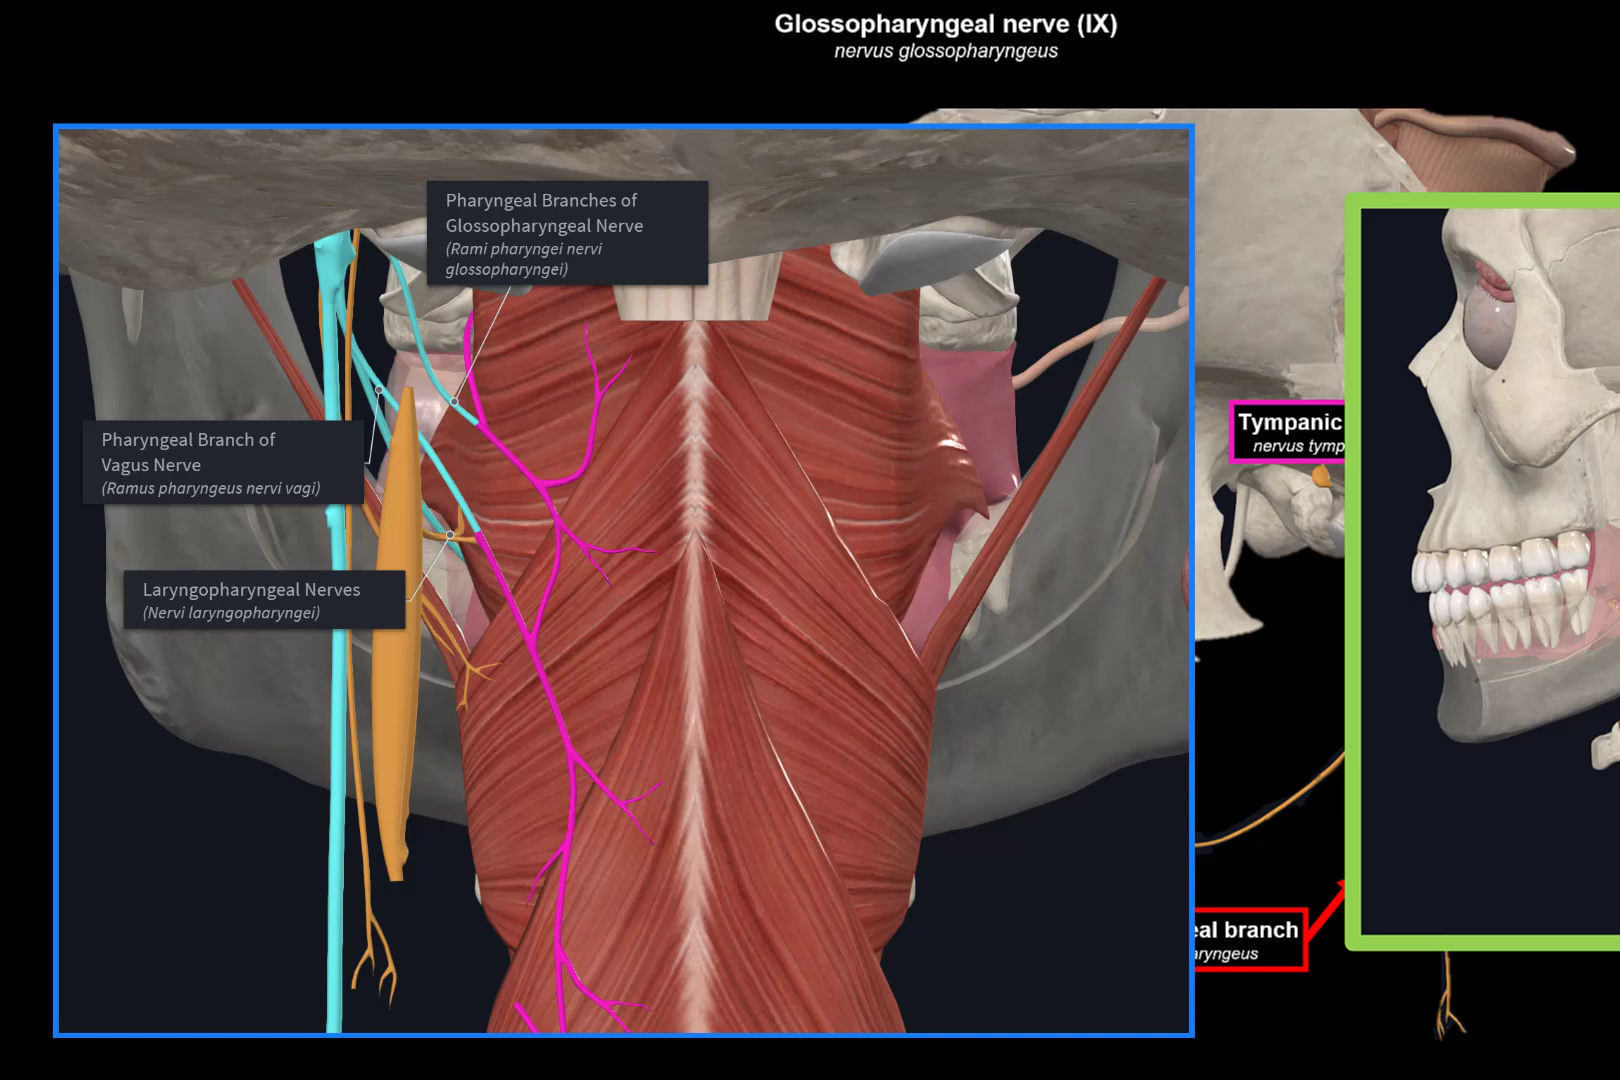 Glossopharyngeal nerve (IX)
nervus glossopharyngeus
Pharyngeal Branches of
Glossopharyngeal Nerve
(Rami pharyngei nervi
glossopharyngei)
Pharyngeal Branch of
Vagus Nerve
(Ramus pharyngeus nervi vagi)
Laryngopharyngeal Nerves
(Nervi laryngopharyngei)
Tympanic
nervus tymp
eal branch
aryngeus